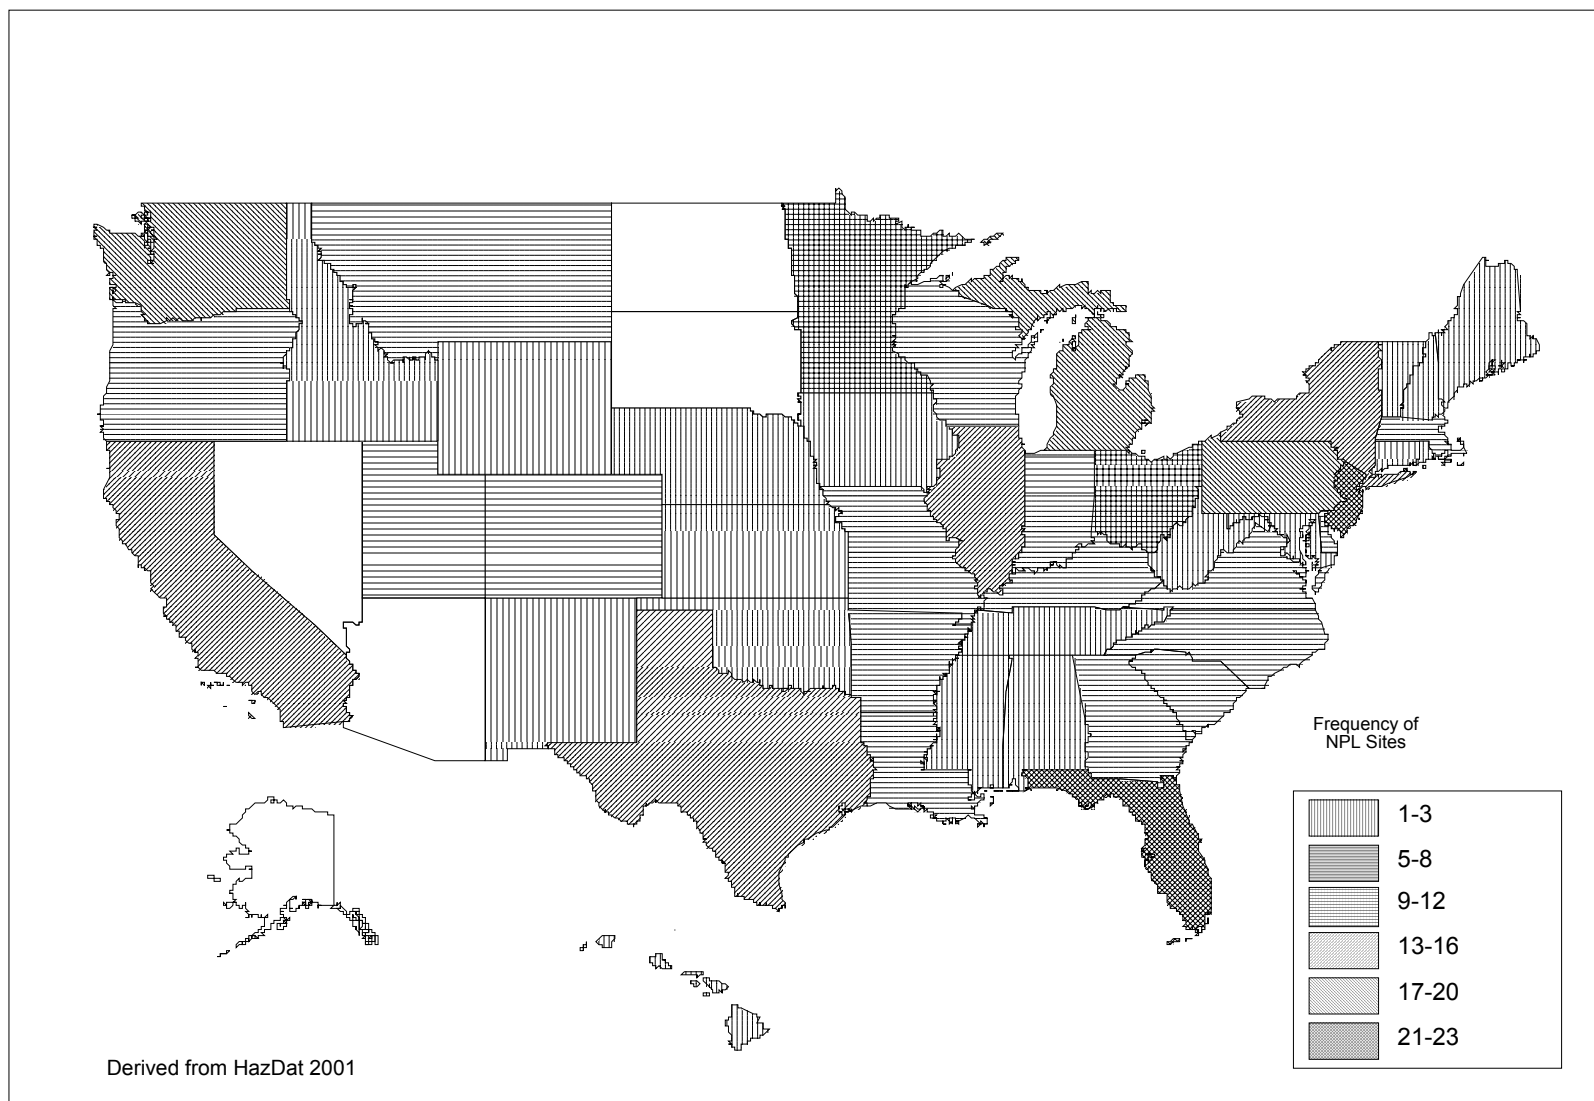 Frequency of
NPL Sites
1-3
5-8
9-12
13-16
17-20
21-23
Derived from HazDat 2001